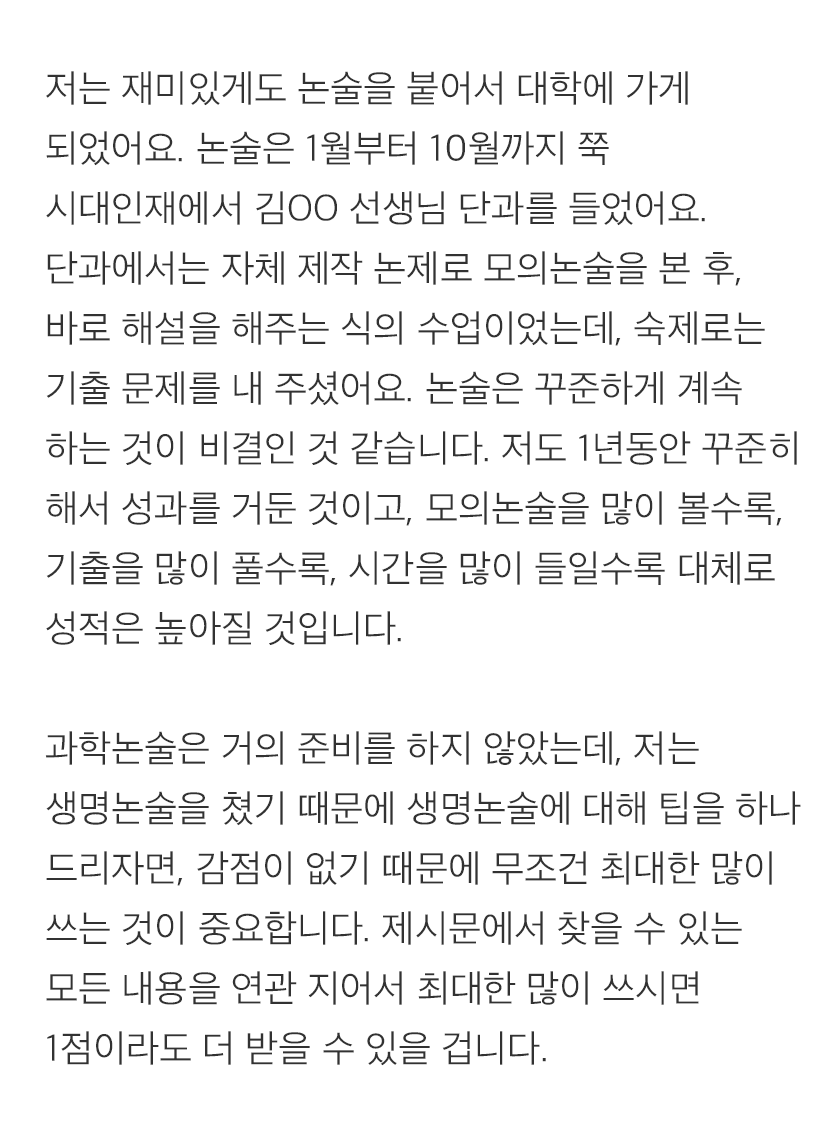 저는 재미있게도 논술을 붙어서 대학에 가게
되었어요. 논술은 1월부터 10월까지 쭉
시대인재에서 김OO 선생님 단과를 들었어요.
단과에서는 자체 제작 논제로 모의논술을 본 후,
바로 해설을 해주는 식의 수업이었는데, 숙제로는
기출 문제를 내 주셨어요. 논술은 꾸준하게 계속
하는 것이 비결인 것 같습니다. 저도 1년동안 꾸준히
해서 성과를 거둔 것이고, 모의논술을 많이 볼수록,
기출을 많이 풀수록, 시간을 많이 들일수록 대체로
성적은 높아질 것입니다.
과학논술은 거의 준비를 하지 않았는데, 저는
생명논술을 쳤기 때문에 생명논술에 대해 팁을 하나
드리자면, 감점이 없기 때문에 무조건 최대한 많이
쓰는 것이 중요합니다. 제시문에서 찾을 수 있는
모든 내용을 연관 지어서 최대한 많이 쓰시면
1점이라도 더 받을 수 있을 겁니다.